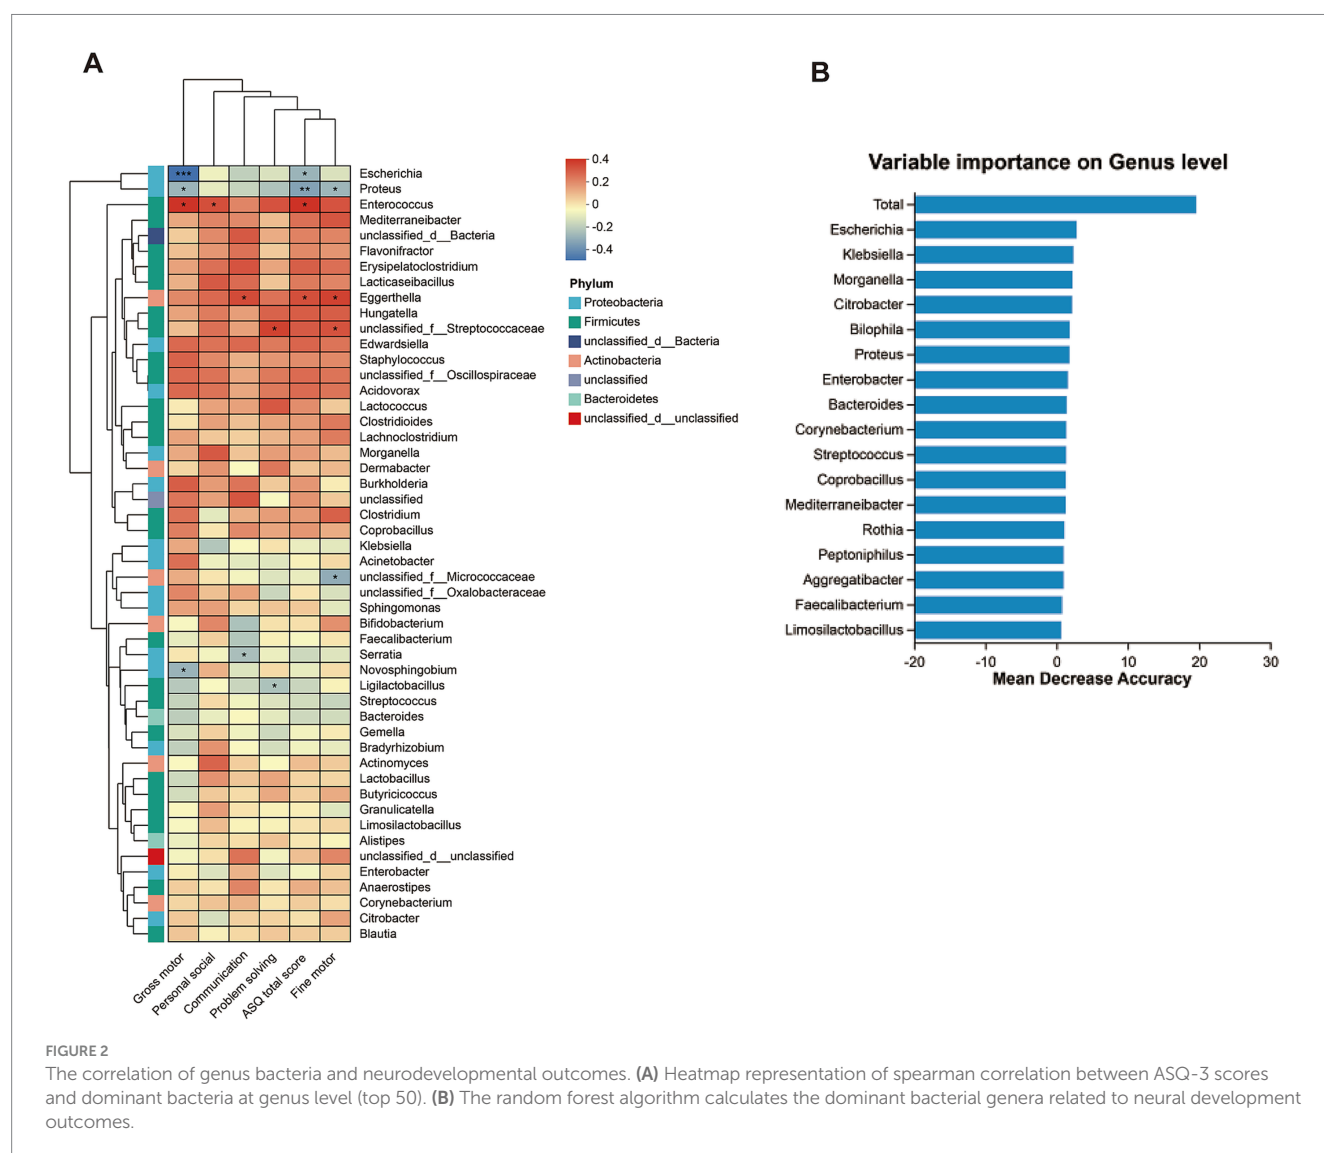 A
***
*
Escherichia
*
**
*
Proteus
*
*
*
Enterococcus
Mediterraneibacter
unclassified_d__Bacteria
Flavonifractor
Erysipelatoclostridium
Lacticaseibacillus
*
*
*
Eggerthella
Hungatella
*
*
unclassified_f__Streptococcaceae
Edwardsiella
Staphylococcus
unclassified_f__Oscillospiraceae
Acidovorax
Lactococcus
Clostridioides
Lachnoclostridium
Morganella
Dermabacter
Burkholderia
unclassified
Clostridium
Coprobacillus
Klebsiella
Acinetobacter
*
unclassified_f__Micrococcaceae
unclassified_f__Oxalobacteraceae
Sphingomonas
Bifidobacterium
Faecalibacterium
*
Serratia
*
Novosphingobium
*
Ligilactobacillus
Streptococcus
Bacteroides
Gemella
Bradyrhizobium
Actinomyces
Lactobacillus
Butyricicoccus
Granulicatella
Limosilactobacillus
Alistipes
unclassified_d__unclassified
Enterobacter
Anaerostipes
Corynebacterium
Citrobacter
Blautia
Gross motor
Personal social
Communication
Problem solving
ASQ total score
Fine motor
0.4
0.2
0
-0.2
-0.4
Phylum
Proteobacteria
Firmicutes
unclassified_d__Bacteria
Actinobacteria
unclassified
Bacteroidetes
unclassified_d__unclassified
B
Variable importance on Genus level
Total
Escherichia
Klebsiella
Morganella
Citrobacter
Bilophila
Proteus
Enterobacter
Bacteroides
Corynebacterium
Streptococcus
Coprobacillus
Mediterraneibacter
Rothia
Peptoniphilus
Aggregatibacter
Faecalibacterium
Limosilactobacillus
-20 -10 0 10 20 30
Mean Decrease Accuracy
FIGURE 2
The correlation of genus bacteria and neurodevelopmental outcomes. (A) Heatmap representation of spearman correlation between ASQ-3 scores
and dominant bacteria at genus level (top 50). (B) The random forest algorithm calculates the dominant bacterial genera related to neural development
outcomes.